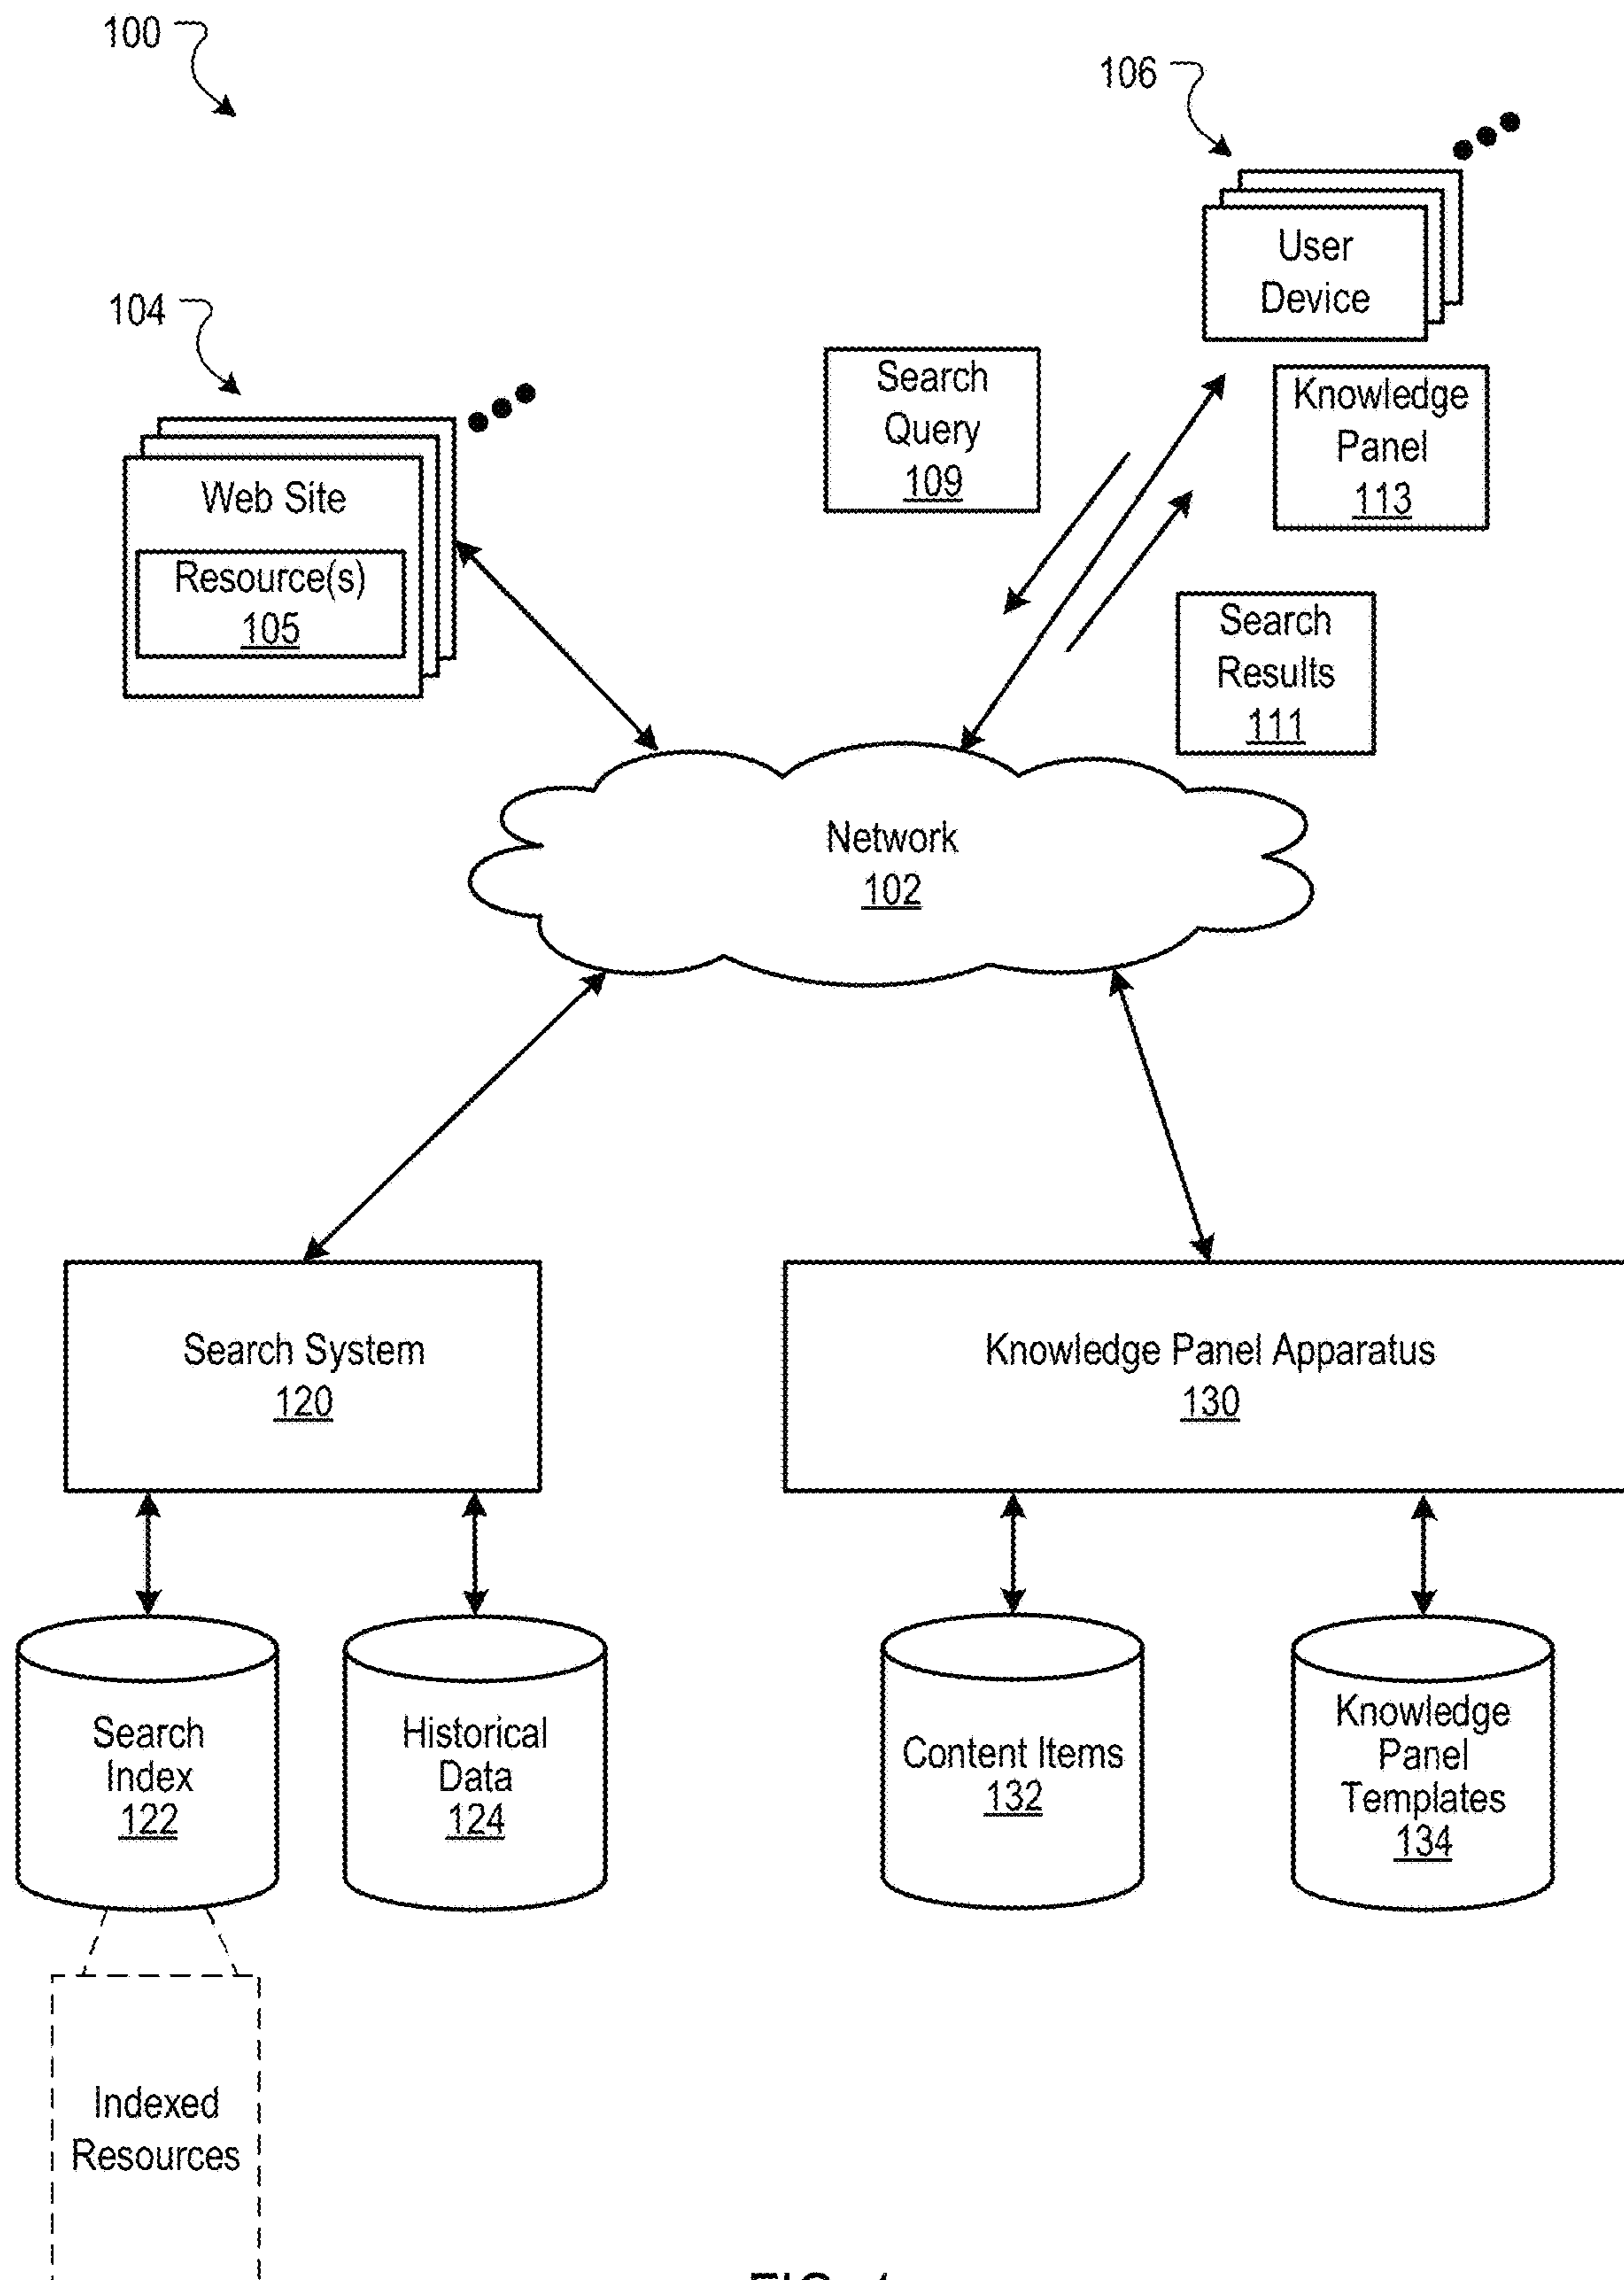 100
106
User
Device
104
Search
Query
109
Knowledge
Panel
113
Web Site
Resource(s)
105
Search
Results
111
Network
102
Search System
120
Knowledge Panel Apparatus
130
Search
Index
122
Historical
Data
124
Content Items
132
Knowledge
Panel
Templates
134
Indexed
Resources